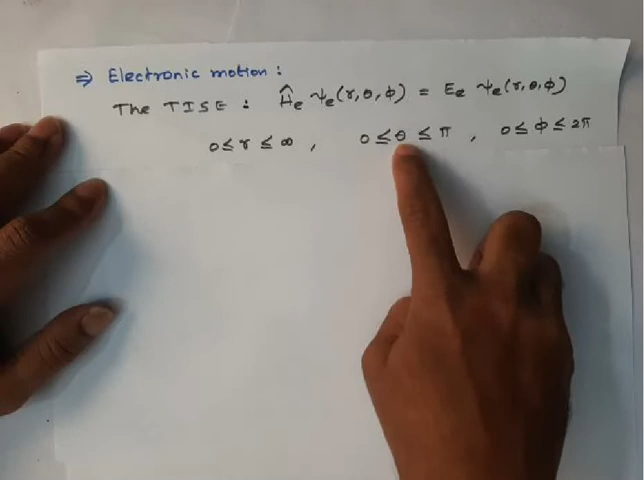 ⇒ Electronic motion :
The TISE : Ĥₑ ψₑ(r, θ, φ) = Eₑ ψₑ(r, θ, φ)
0 ≤ r ≤ ∞ , 0 ≤ θ ≤ π , 0 ≤ φ ≤ 2π